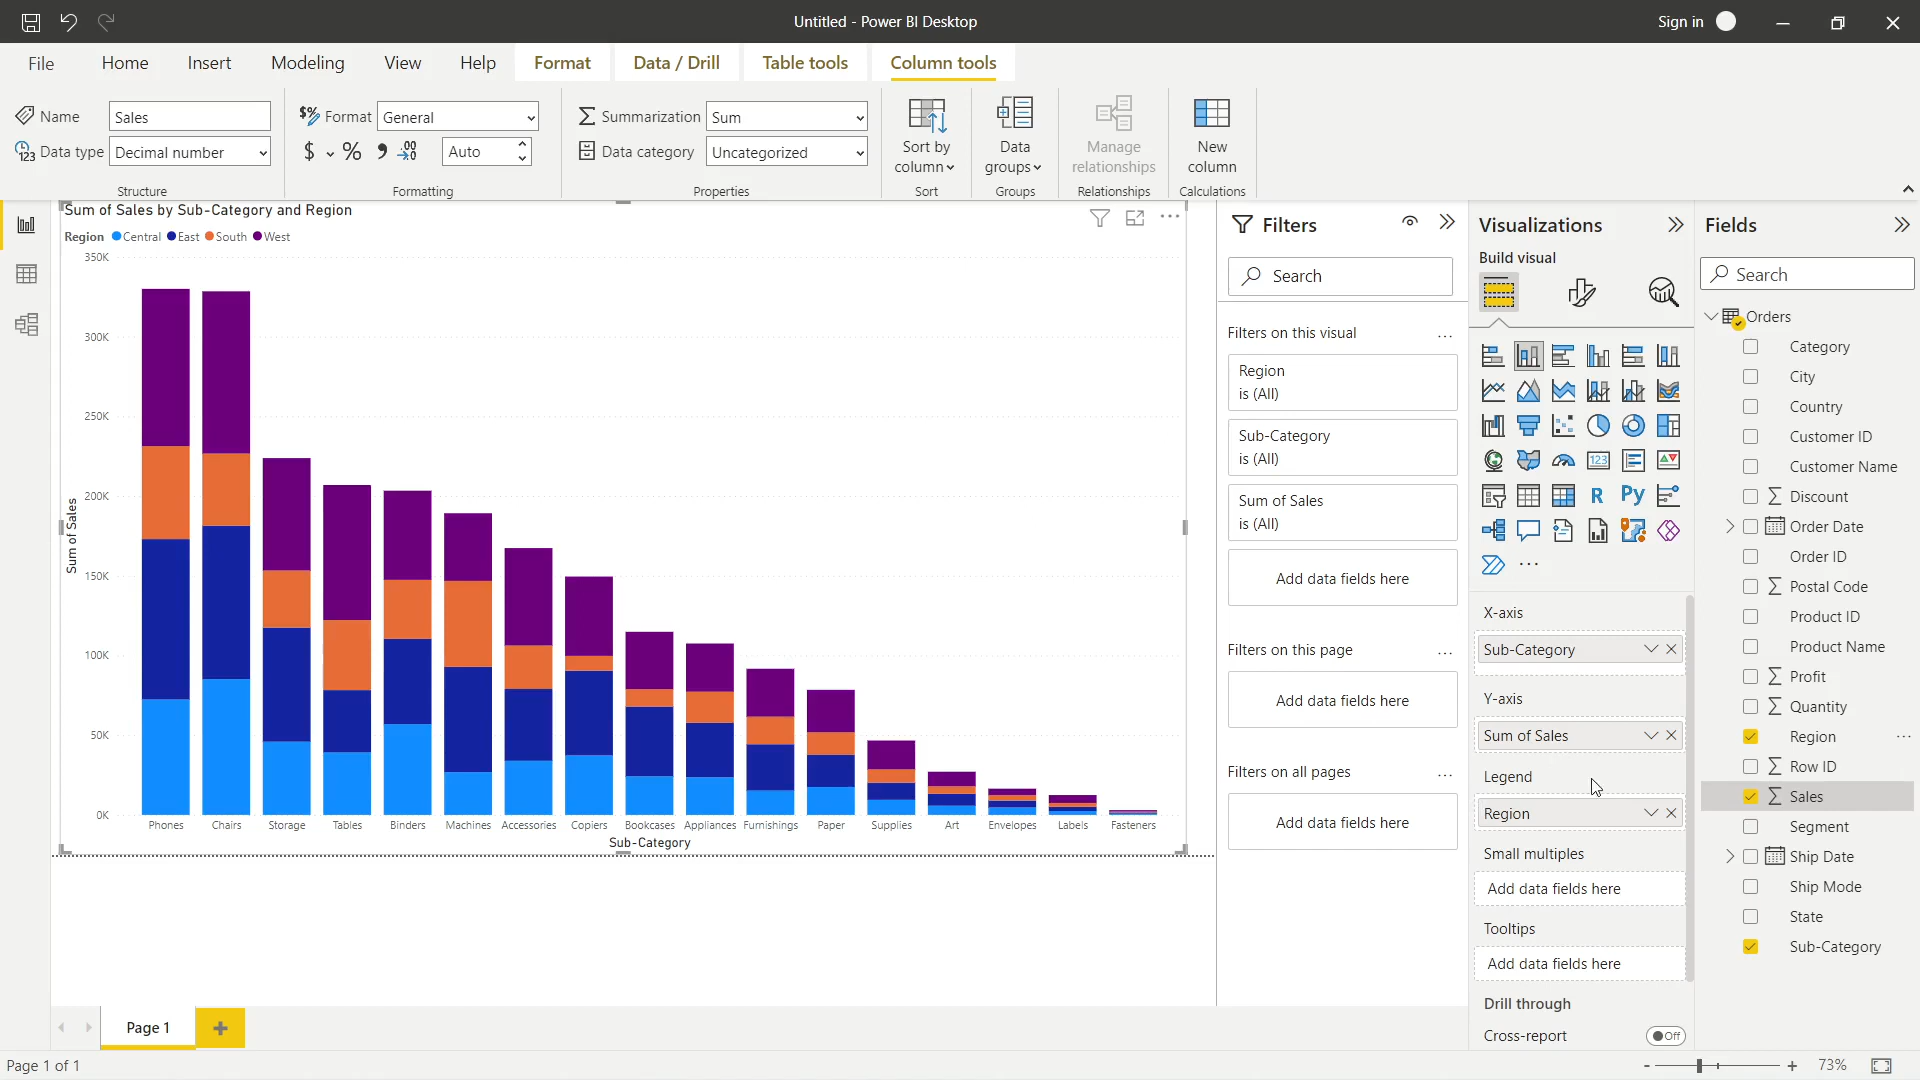 Untitled - Power BI Desktop
Sign in
File
Home
Insert
Modeling
View
Help
Format
Data / Drill
Table tools
Column tools
Name
Sales
Data type
Decimal number
Structure
Format
General
Auto
Formatting
Summarization
Sum
Data category
Uncategorized
Properties
Sort by
column
Sort
Data
groups
Groups
Manage
relationships
Relationships
New
column
Calculations
Sum of Sales by Sub-Category and Region
Region Central East South West
350K
300K
250K
200K
150K
100K
50K
0K
Sum of Sales
Phones Chairs Storage Tables Binders Machines Accessories Copiers Bookcases Appliances Furnishings Paper Supplies Art Envelopes Labels Fasteners
Sub-Category
Filters
Search
Filters on this visual
Region
is (All)
Sub-Category
is (All)
Sum of Sales
is (All)
Add data fields here
Filters on this page
Add data fields here
Filters on all pages
Add data fields here
Visualizations
Build visual
123
R
Py
X-axis
Sub-Category
Y-axis
Sum of Sales
Legend
Region
Small multiples
Add data fields here
Tooltips
Add data fields here
Drill through
Cross-report
Off
Fields
Search
Orders
Category
City
Country
Customer ID
Customer Name
Discount
Order Date
Order ID
Postal Code
Product ID
Product Name
Profit
Quantity
Region
Row ID
Sales
Segment
Ship Date
Ship Mode
State
Sub-Category
Page 1
Page 1 of 1
73%